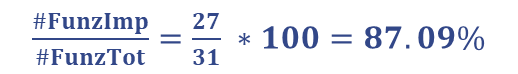 #FunzImp / #FunzTot = 27 / 31 * 100 = 87.09%